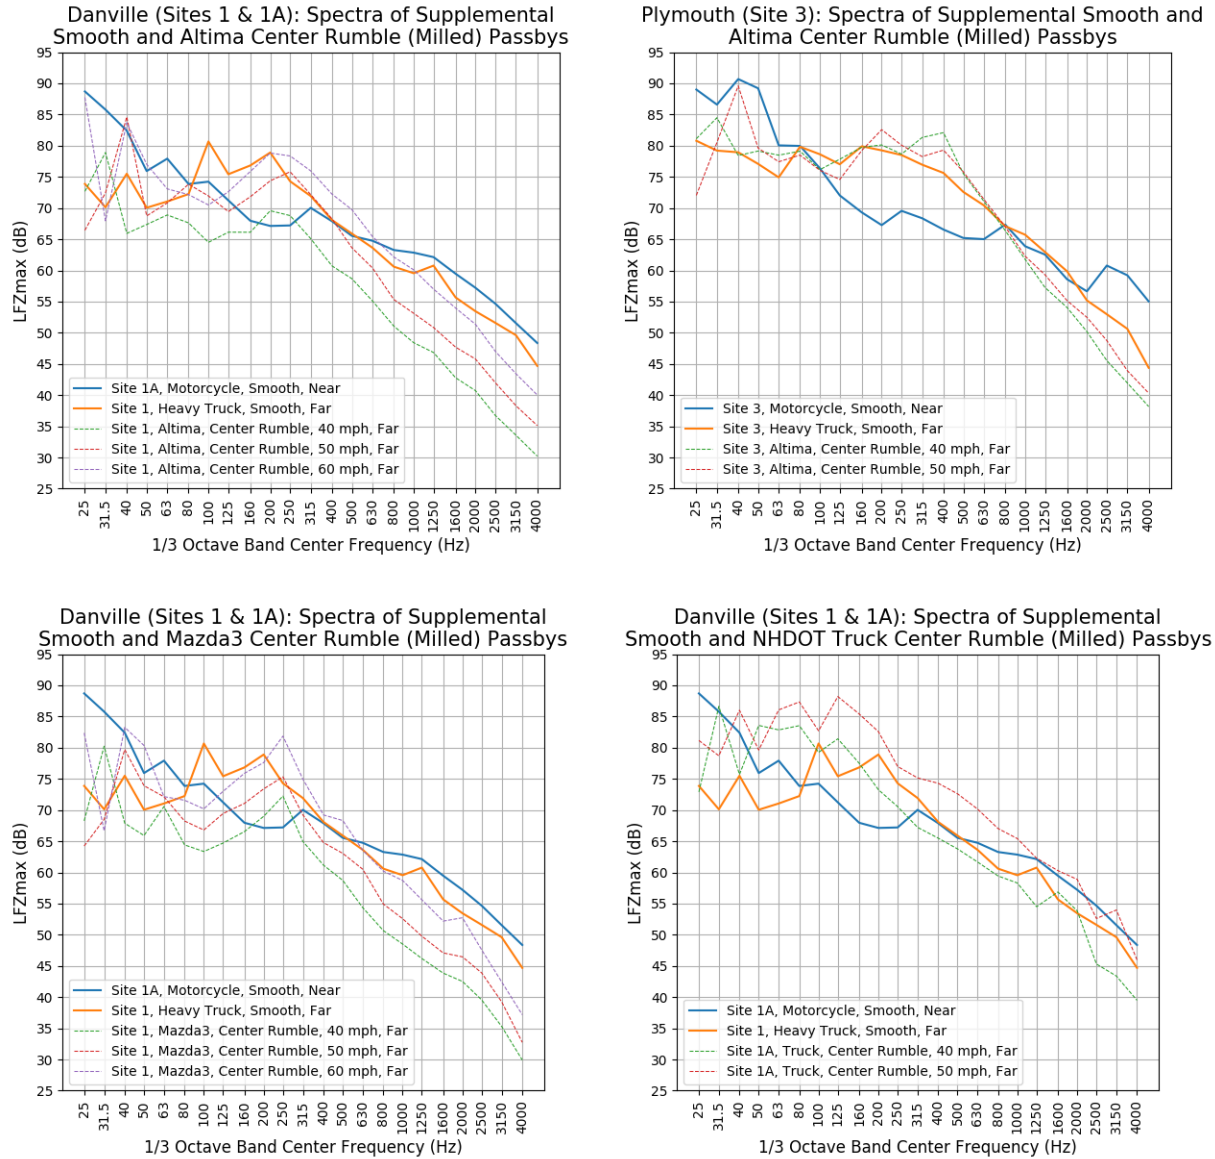 Danville (Sites 1 & 1A): Spectra of Supplemental
Smooth and Altima Center Rumble (Milled) Passbys
95
90
85
80
75
70
65
60
55
50
45
40
35
30
25
LFZmax (dB)
Site 1A, Motorcycle, Smooth, Near
Site 1, Heavy Truck, Smooth, Far
Site 1, Altima, Center Rumble, 40 mph, Far
Site 1, Altima, Center Rumble, 50 mph, Far
Site 1, Altima, Center Rumble, 60 mph, Far
25 31.5 40 50 63 80 100 125 160 200 250 315 400 500 630 800 1000 1250 1600 2000 2500 3150 4000
1/3 Octave Band Center Frequency (Hz)
Plymouth (Site 3): Spectra of Supplemental Smooth and
Altima Center Rumble (Milled) Passbys
95
90
85
80
75
70
65
60
55
50
45
40
35
30
25
LFZmax (dB)
Site 3, Motorcycle, Smooth, Near
Site 3, Heavy Truck, Smooth, Far
Site 3, Altima, Center Rumble, 40 mph, Far
Site 3, Altima, Center Rumble, 50 mph, Far
25 31.5 40 50 63 80 100 125 160 200 250 315 400 500 630 800 1000 1250 1600 2000 2500 3150 4000
1/3 Octave Band Center Frequency (Hz)
Danville (Sites 1 & 1A): Spectra of Supplemental
Smooth and Mazda3 Center Rumble (Milled) Passbys
95
90
85
80
75
70
65
60
55
50
45
40
35
30
25
LFZmax (dB)
Site 1A, Motorcycle, Smooth, Near
Site 1, Heavy Truck, Smooth, Far
Site 1, Mazda3, Center Rumble, 40 mph, Far
Site 1, Mazda3, Center Rumble, 50 mph, Far
Site 1, Mazda3, Center Rumble, 60 mph, Far
25 31.5 40 50 63 80 100 125 160 200 250 315 400 500 630 800 1000 1250 1600 2000 2500 3150 4000
1/3 Octave Band Center Frequency (Hz)
Danville (Sites 1 & 1A): Spectra of Supplemental
Smooth and NHDOT Truck Center Rumble (Milled) Passbys
95
90
85
80
75
70
65
60
55
50
45
40
35
30
25
LFZmax (dB)
Site 1A, Motorcycle, Smooth, Near
Site 1, Heavy Truck, Smooth, Far
Site 1A, Truck, Center Rumble, 40 mph, Far
Site 1A, Truck, Center Rumble, 50 mph, Far
25 31.5 40 50 63 80 100 125 160 200 250 315 400 500 630 800 1000 1250 1600 2000 2500 3150 4000
1/3 Octave Band Center Frequency (Hz)